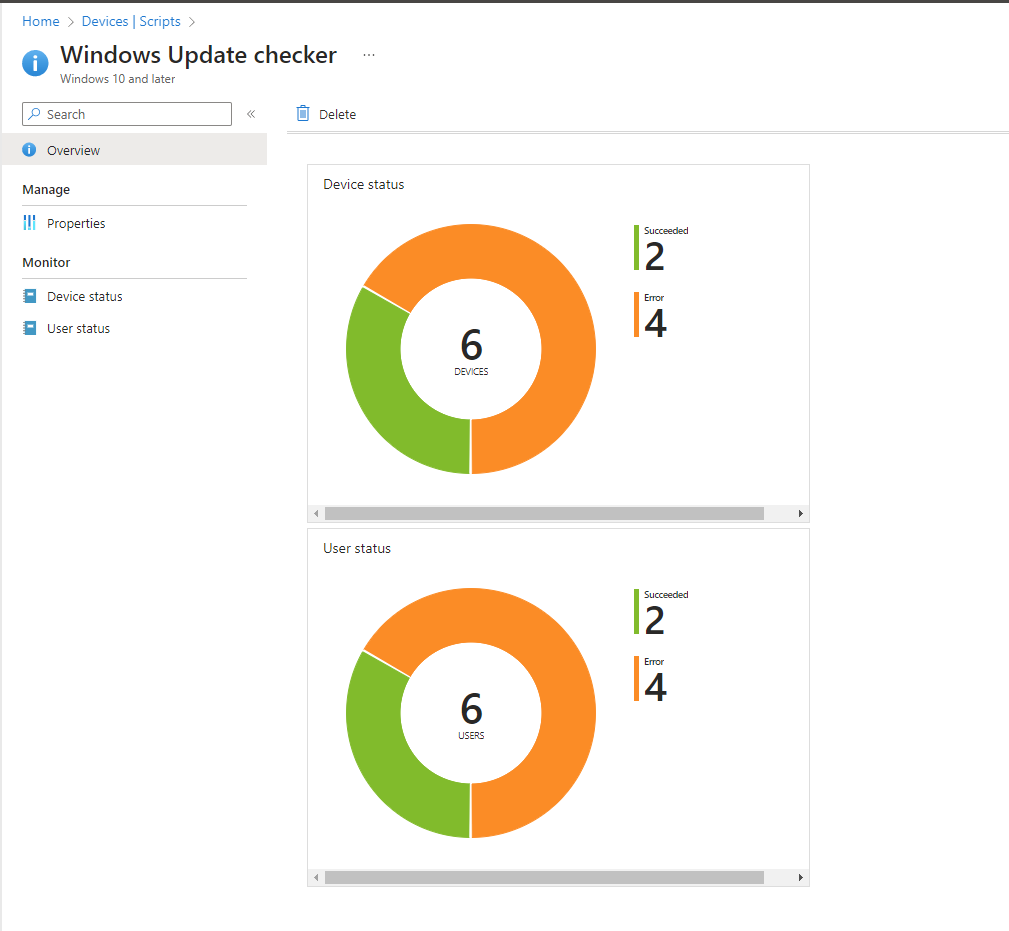 Home > Devices | Scripts >
Windows Update checker ...
Windows 10 and later
Search «
Delete
Overview
Manage
Properties
Monitor
Device status
User status
Device status
Succeeded
2
Error
4
6
DEVICES
User status
Succeeded
2
Error
4
6
USERS